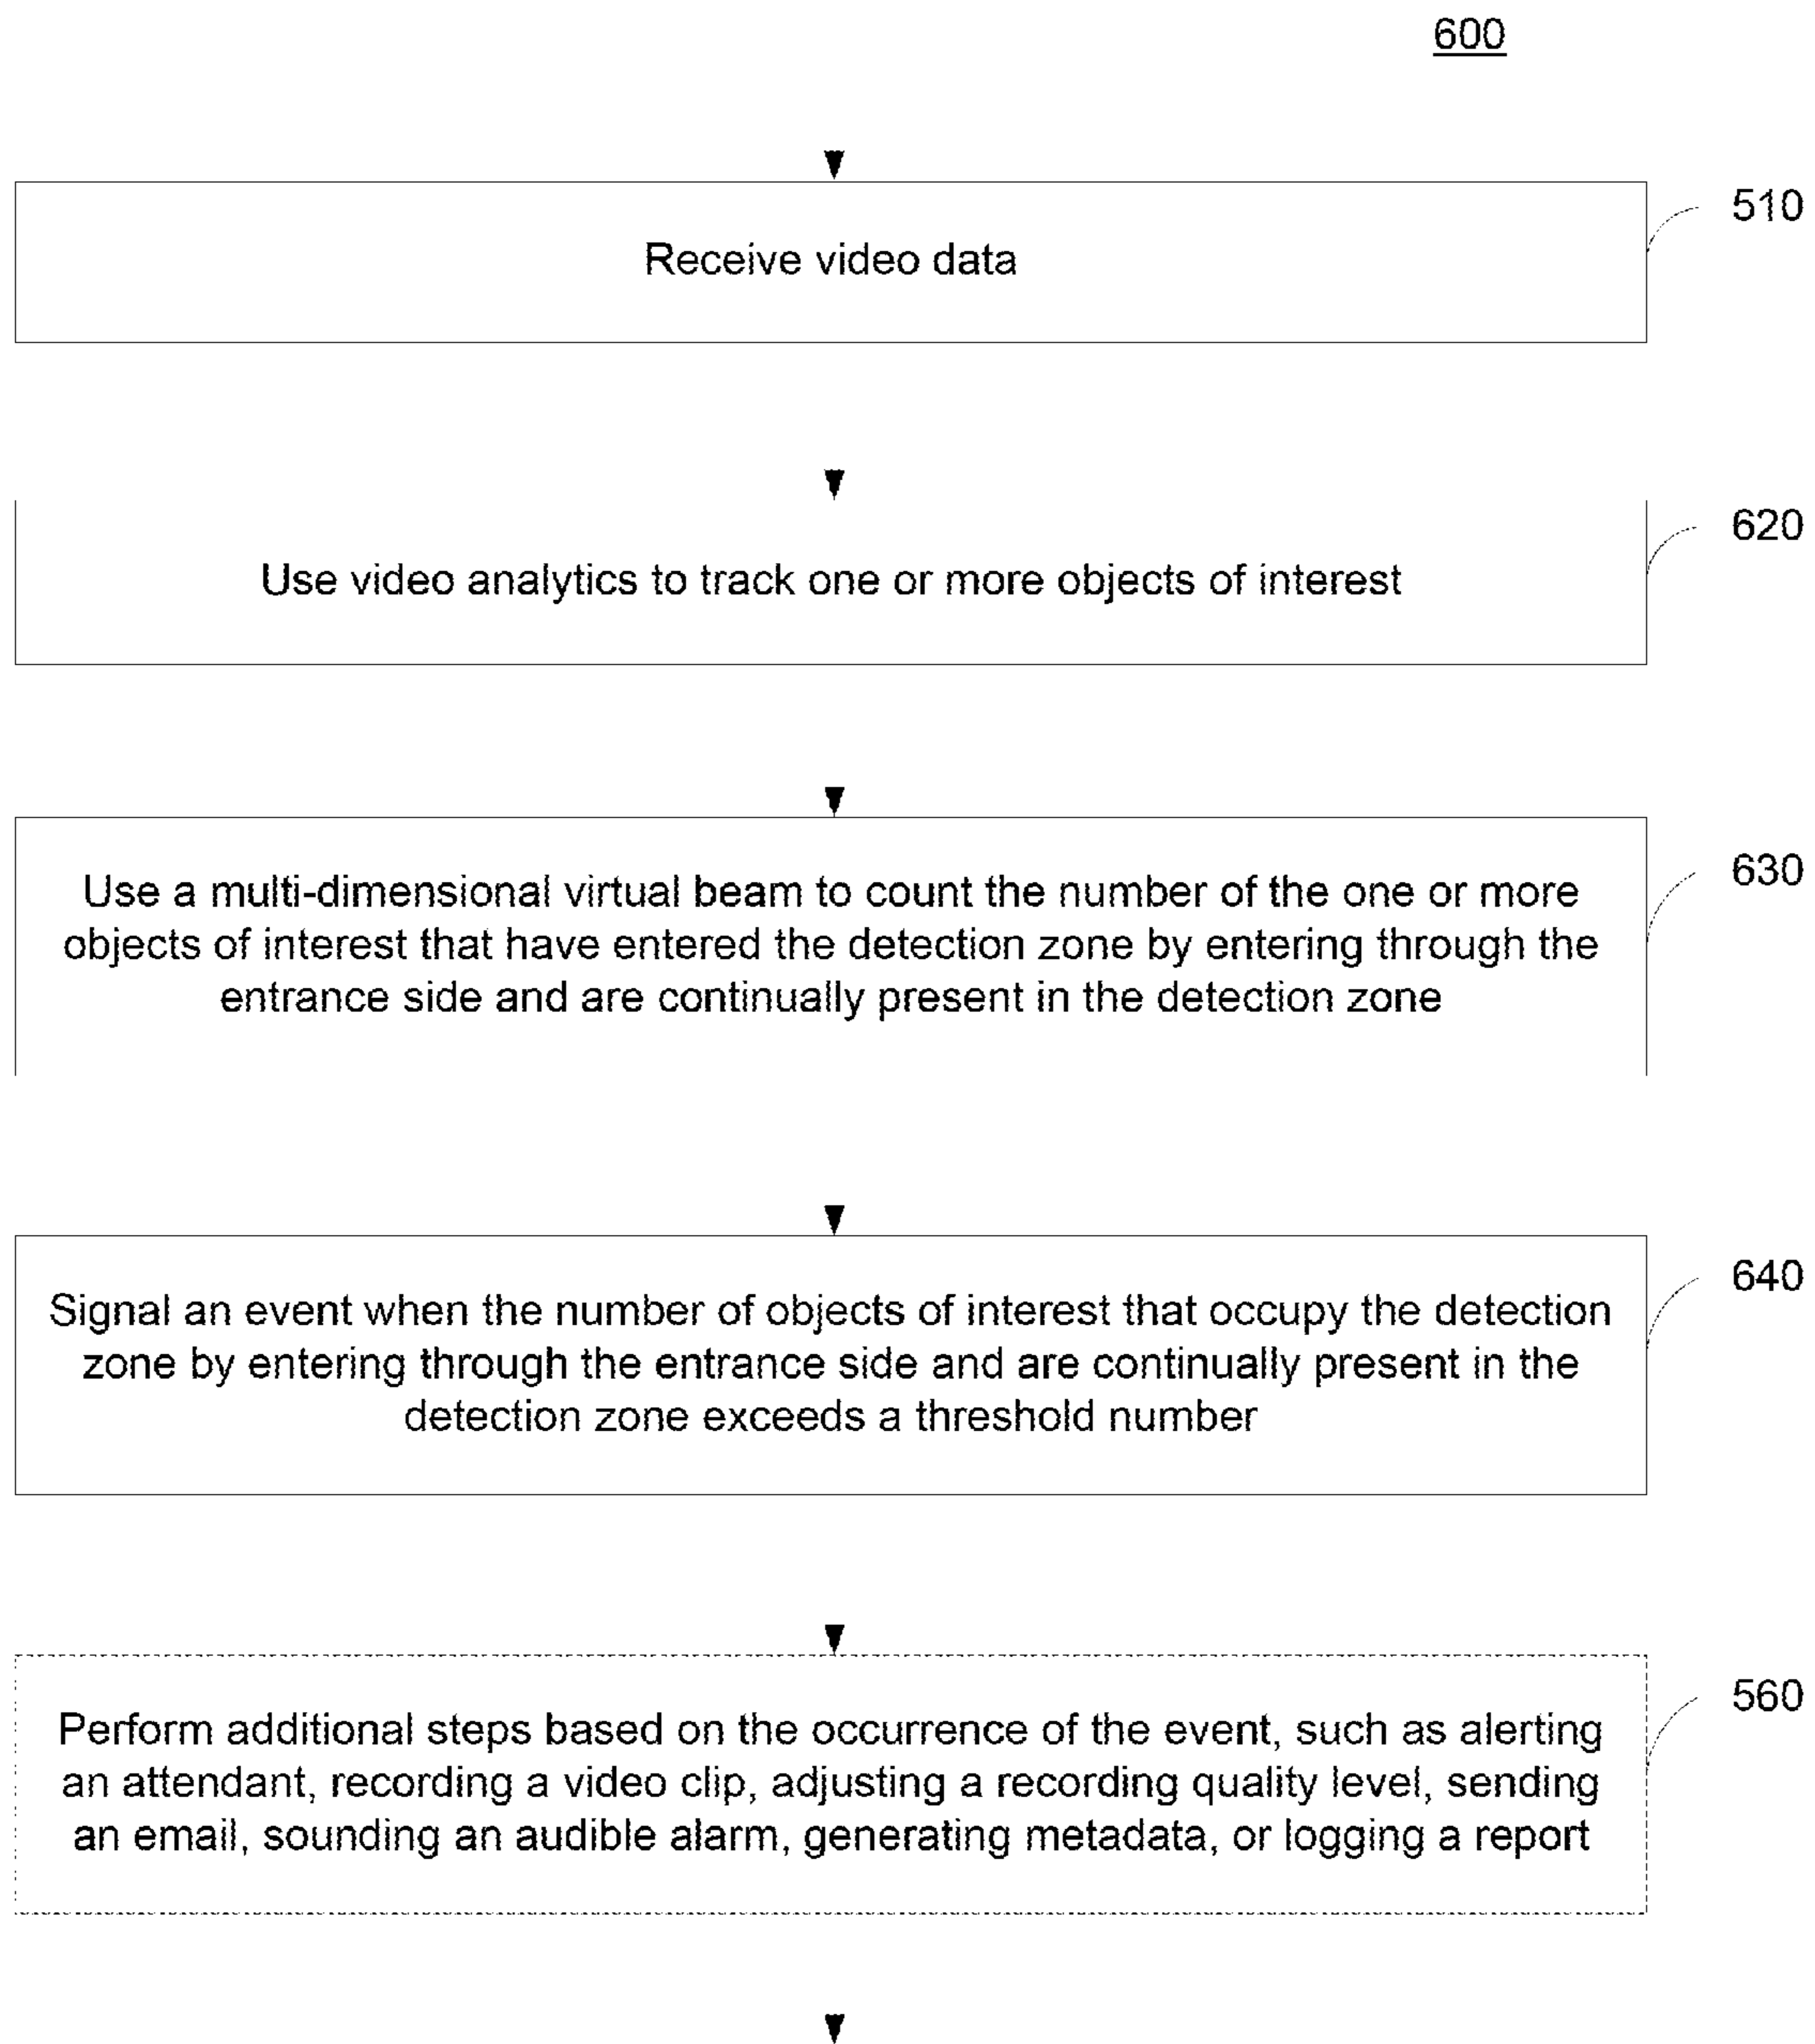 600
510
Receive video data
620
Use video analytics to track one or more objects of interest
630
Use a multi-dimensional virtual beam to count the number of the one or more
objects of interest that have entered the detection zone by entering through the
entrance side and are continually present in the detection zone
640
Signal an event when the number of objects of interest that occupy the detection
zone by entering through the entrance side and are continually present in the
detection zone exceeds a threshold number
560
Perform additional steps based on the occurrence of the event, such as alerting
an attendant, recording a video clip, adjusting a recording quality level, sending
an email, sounding an audible alarm, generating metadata, or logging a report